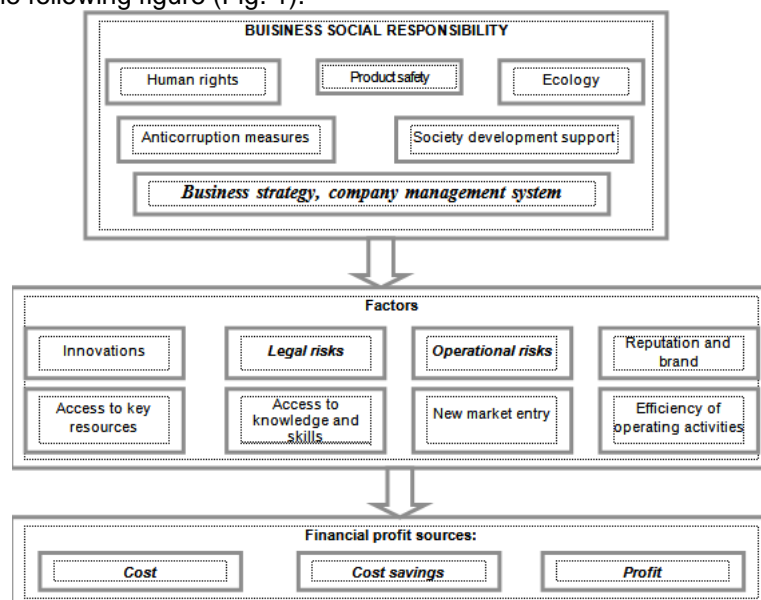 ne following figure (Fig. 1).
BUISINESS SOCIAL RESPONSIBILITY
Human rights
Product safety
Ecology
Anticorruption measures
Society development support
Business strategy, company management system
Factors
Innovations
Legal risks
Operational risks
Reputation and
brand
Access to key
resources
Access to
knowledge and
skills
New market entry
Efficiency of
operating activities
Financial profit sources:
Cost
Cost savings
Profit